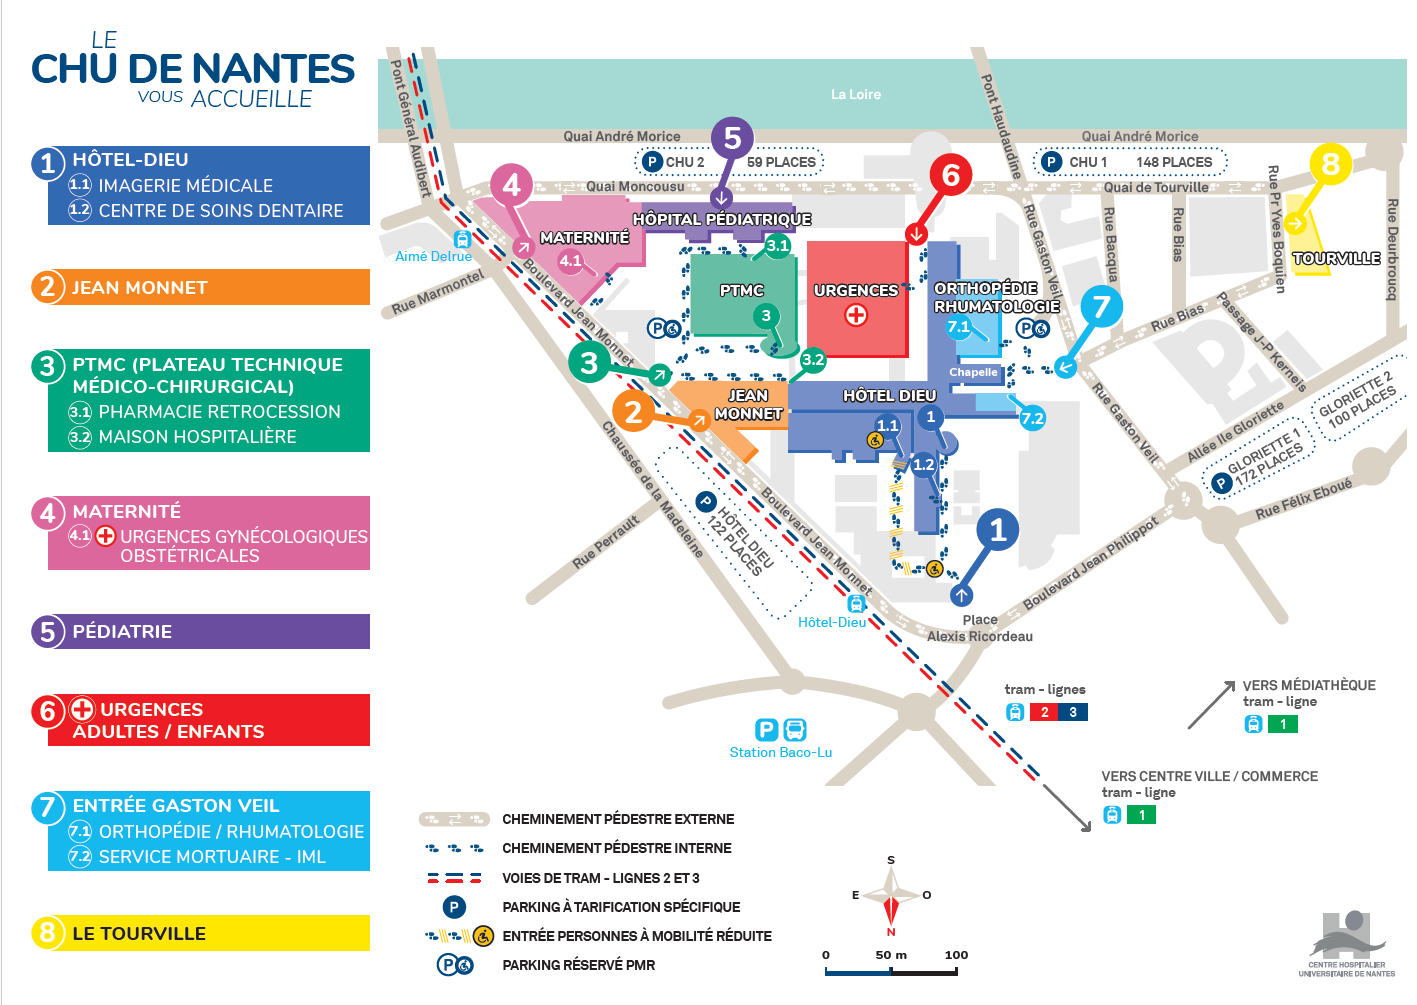 LE
CHU DE NANTES
VOUS ACCUEILLE
1 HÔTEL-DIEU
1.1 IMAGERIE MÉDICALE
1.2 CENTRE DE SOINS DENTAIRE
2 JEAN MONNET
3 PTMC (PLATEAU TECHNIQUE
MÉDICO-CHIRURGICAL)
3.1 PHARMACIE RETROCESSION
3.2 MAISON HOSPITALIÈRE
4 MATERNITÉ
4.1 URGENCES GYNÉCOLOGIQUES
OBSTÉTRICALES
5 PÉDIATRIE
6 URGENCES
ADULTES / ENFANTS
7 ENTRÉE GASTON VEIL
7.1 ORTHOPÉDIE / RHUMATOLOGIE
7.2 SERVICE MORTUAIRE - IML
8 LE TOURVILLE
Pont Général Audibert
La Loire
Pont Haudaudine
Quai André Morice
Quai André Morice
P CHU 2 59 PLACES
P CHU 1 148 PLACES
5
6
8
4
Quai Moncousu
Quai de Tourville
Rue Pr Yves Boquien
Rue Deurbroucq
HÔPITAL PÉDIATRIQUE
MATERNITÉ
4.1
3.1
Aimé Delrue
Rue Marmontel
Boulevard Jean Monnet
PTMC
3
URGENCES
ORTHOPÉDIE
RHUMATOLOGIE
7.1
Rue Gaston Veil
Rue Bacqua
Rue Bias
TOURVILLE
7
P
P
Rue Bias
Passage J-P Kerneis
3
3.2
Chapelle
2
JEAN
MONNET
HÔTEL DIEU
1
1.1
1.2
7.2
Rue Gaston Veil
Allée Ile Gloriette
GLORIETTE 2
100 PLACES
P GLORIETTE 1
172 PLACES
Rue Félix Eboué
Chaussée de la Madeleine
P HÔTEL DIEU
122 PLACES
Boulevard Jean Monnet
Rue Perrault
1
Boulevard Jean Philippot
Hôtel-Dieu
Place
Alexis Ricordeau
tram - lignes
2 3
VERS MÉDIATHÈQUE
tram - ligne
1
P
Station Baco-Lu
VERS CENTRE VILLE / COMMERCE
tram - ligne
1
CHEMINEMENT PÉDESTRE EXTERNE
CHEMINEMENT PÉDESTRE INTERNE
VOIES DE TRAM - LIGNES 2 ET 3
P PARKING À TARIFICATION SPÉCIFIQUE
ENTRÉE PERSONNES À MOBILITÉ RÉDUITE
P PARKING RÉSERVÉ PMR
S
E O
N
0 50 m 100
CENTRE HOSPITALIER
UNIVERSITAIRE DE NANTES